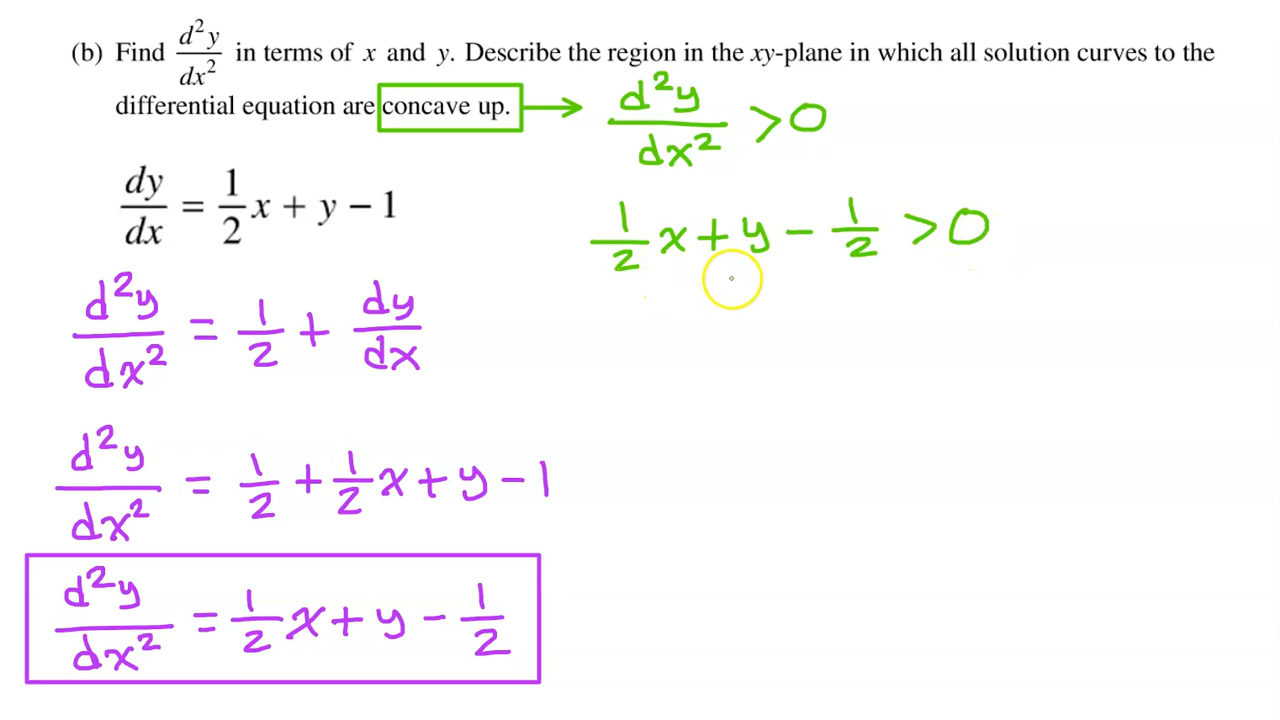 (b) Find d²y/dx² in terms of x and y. Describe the region in the xy-plane in which all solution curves to the
differential equation are concave up. → d²y/dx² > 0
dy/dx = 1/2 x + y − 1
1/2 x + y − 1/2 > 0
d²y/dx² = 1/2 + dy/dx
d²y/dx² = 1/2 + 1/2 x + y − 1
d²y/dx² = 1/2 x + y − 1/2